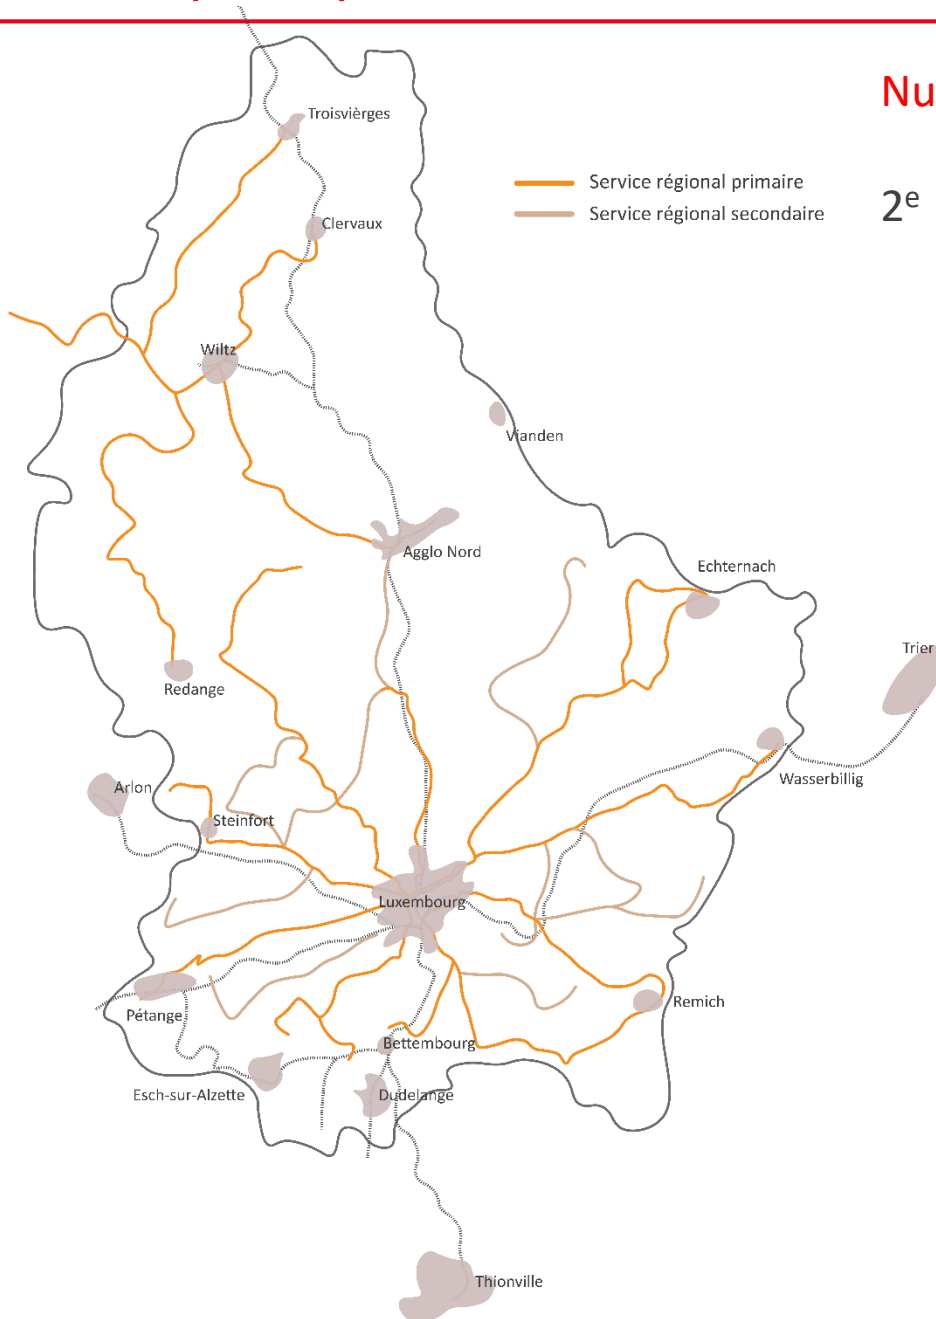 Nu
Troisvièrges
Service régional primaire
2e
Service régional secondaire
Clervaux
Wiltz
Vianden
Agglo Nord
Echternach
Trier
Redange
Wasserbillig
Arlon
Steinfort
Luxembourg
Remich
Pétange
Bettembourg
Esch-sur-Alzette
Dudelange
Thionville